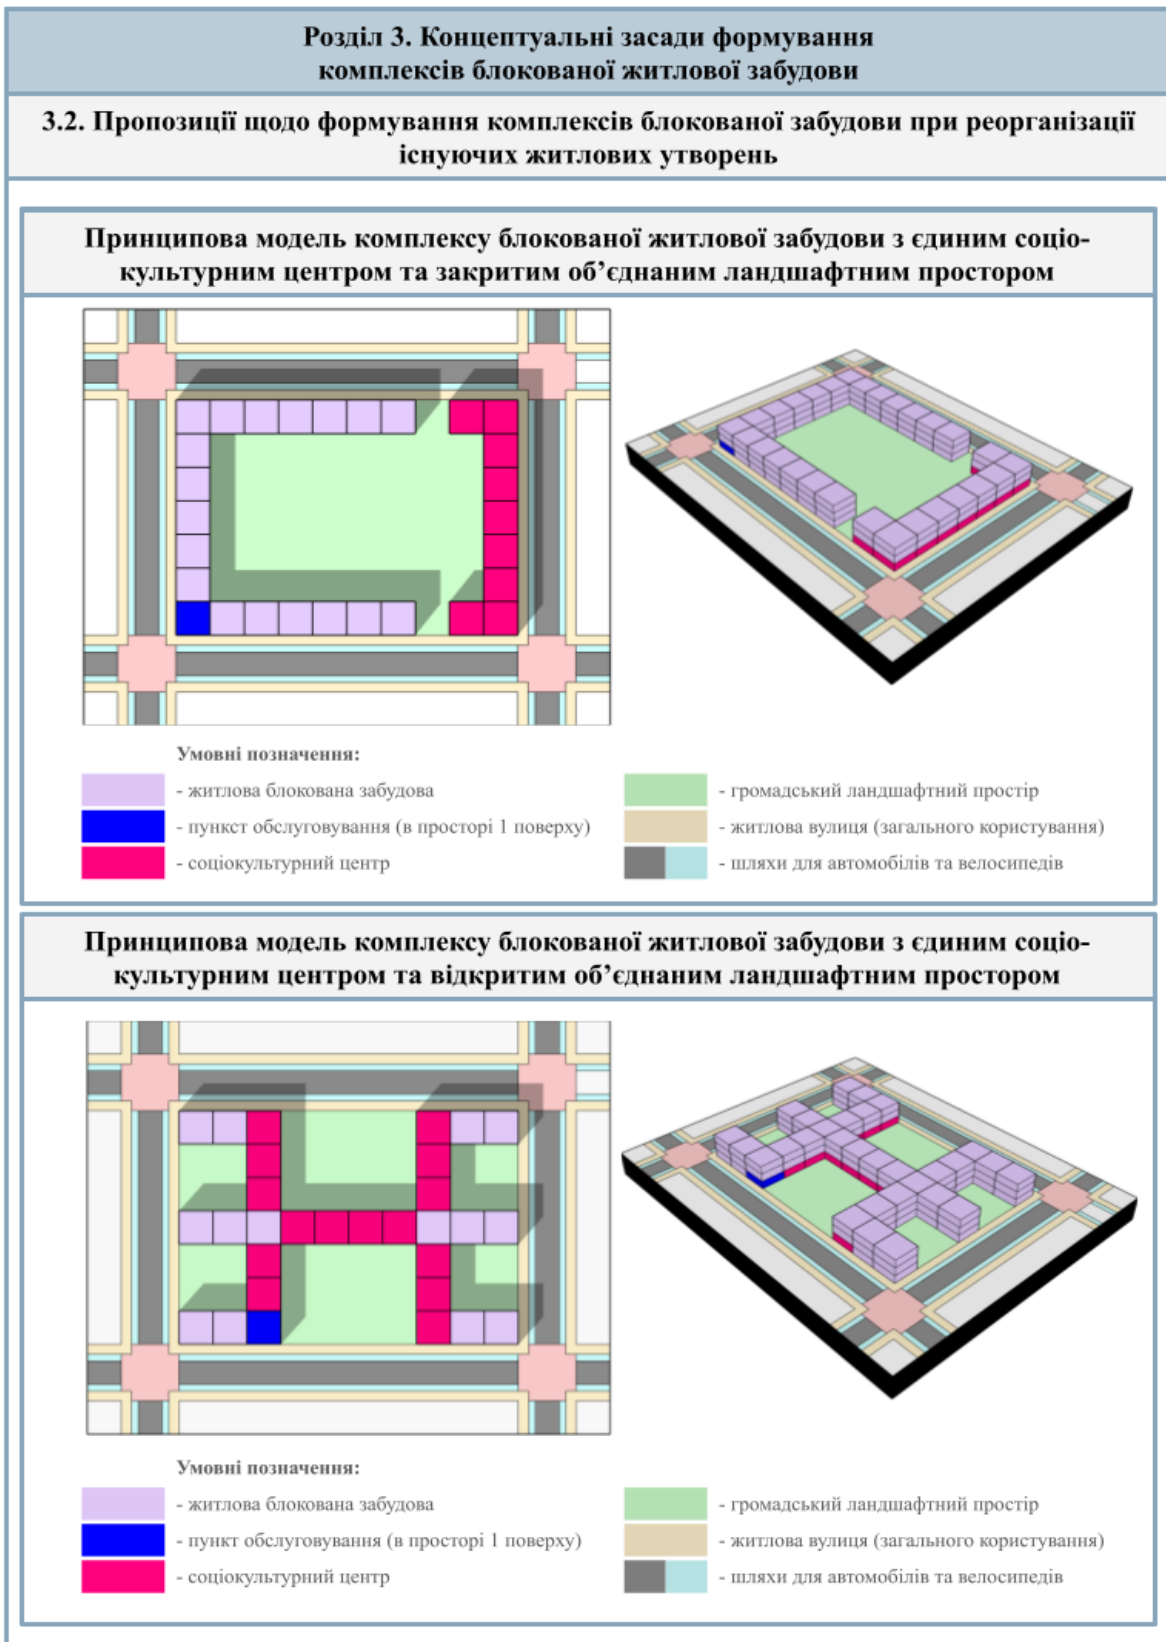 Розділ 3. Концептуальні засади формування
комплексів блокованої житлової забудови
3.2. Пропозиції щодо формування комплексів блокованої забудови при реорганізації
існуючих житлових утворень
Принципова модель комплексу блокованої житлової забудови з єдиним соціо-
культурним центром та закритим об’єднаним ландшафтним простором
Умовні позначення:
- житлова блокована забудова
- пункст обслуговування (в просторі 1 поверху)
- соціокультурний центр
- громадський ландшафтний простір
- житлова вулиця (загального користування)
- шляхи для автомобілів та велосипедів
Принципова модель комплексу блокованої житлової забудови з єдиним соціо-
культурним центром та відкритим об’єднаним ландшафтним простором
Умовні позначення:
- житлова блокована забудова
- пункт обслуговування (в просторі 1 поверху)
- соціокультурний центр
- громадський ландшафтний простір
- житлова вулиця (загального користування)
- шляхи для автомобілів та велосипедів